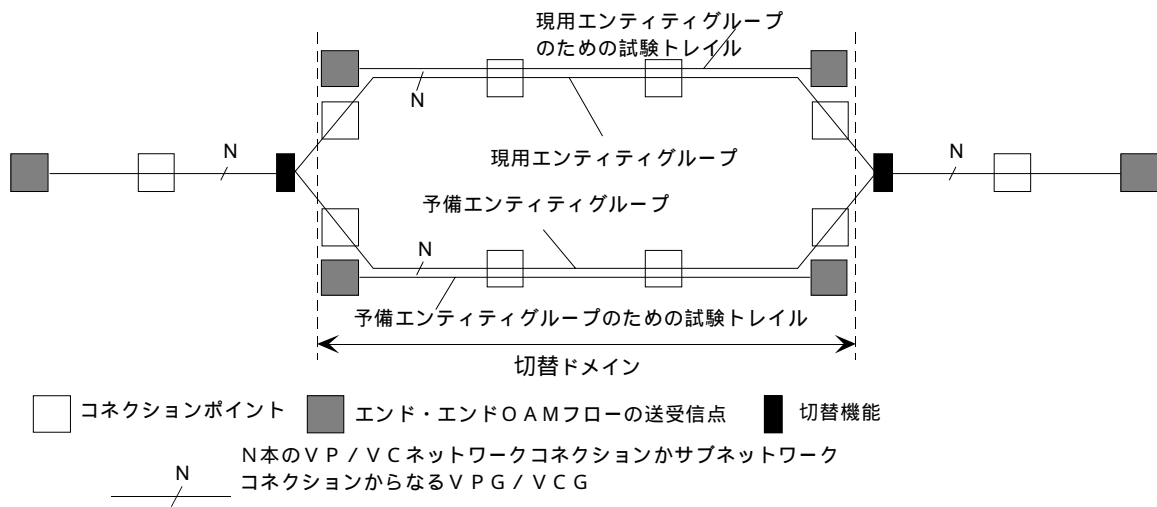 現用エンティティグループ
のための試験トレイル
N
N
現用エンティティグループ
N
予備エンティティグループ
N
予備エンティティグループのための試験トレイル
切替ドメイン
コネクションポイント
エンド・エンドＯＡＭフローの送受信点
切替機能
N
Ｎ本のＶＰ／ＶＣネットワークコネクションかサブネットワーク
コネクションからなるＶＰＧ／ＶＣＧ